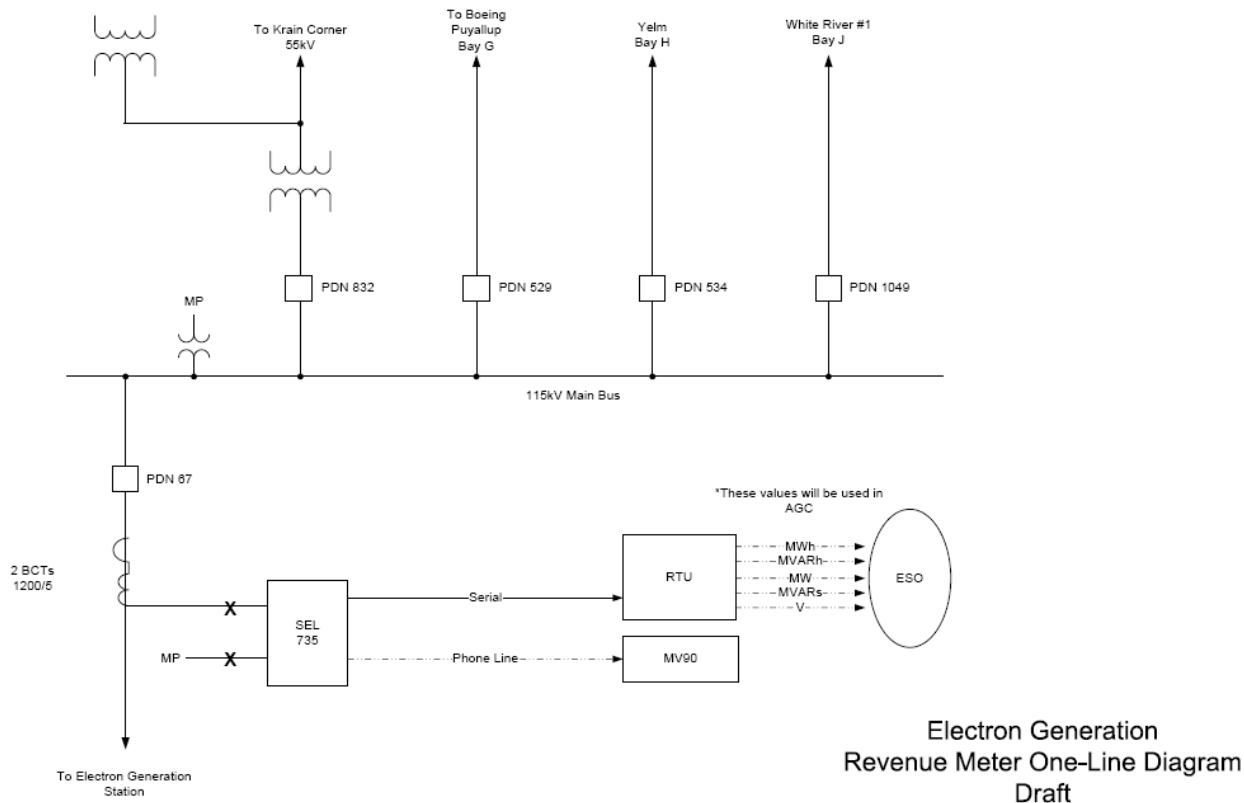 To Krain Corner
55kV
To Boeing
Puyallup
Bay G
Yelm
Bay H
White River #1
Bay J
PDN 832
PDN 529
PDN 534
PDN 1049
MP
115kV Main Bus
PDN 67
*These values will be used in
AGC
2 BCTs
1200/5
SEL
735
Serial
RTU
MWh
MVARh
MW
MVARs
V
ESO
MP
Phone Line
MV90
To Electron Generation
Station
Electron Generation
Revenue Meter One-Line Diagram
Draft